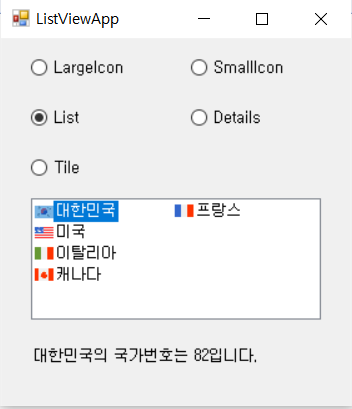 ListViewApp
LargeIcon SmallIcon
List Details
Tile
대한민국 프랑스
미국
이탈리아
캐나다
대한민국의 국가번호는 82입니다.